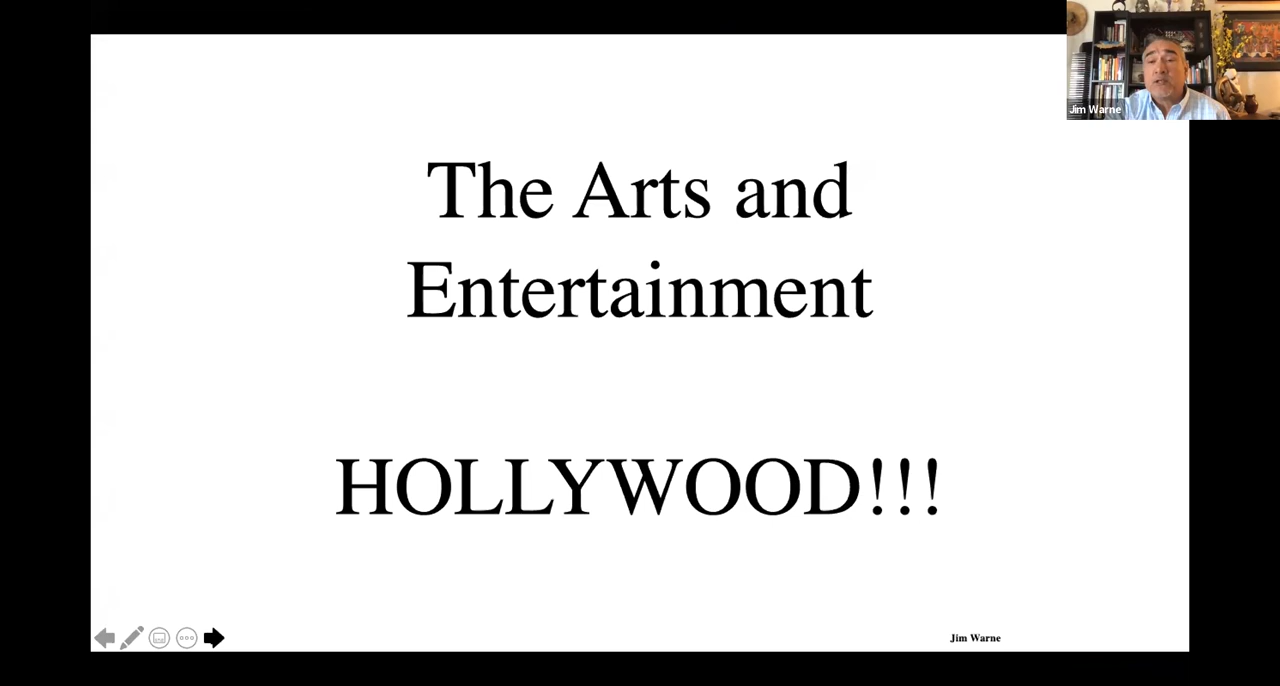 Jim Warne
The Arts and
Entertainment
HOLLYWOOD!!!
Jim Warne